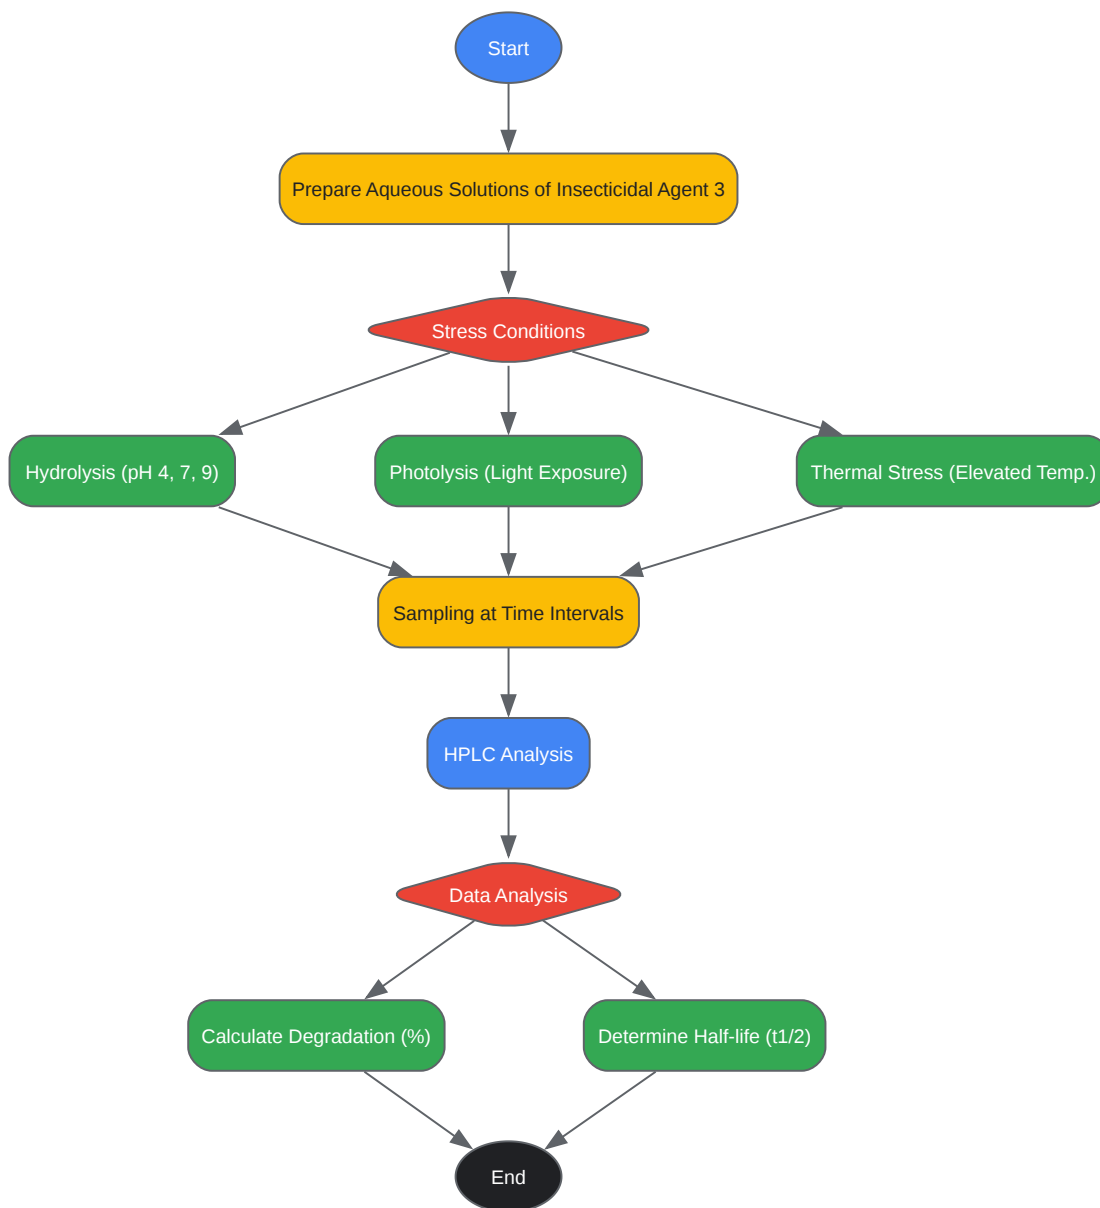 Start
Prepare Aqueous Solutions of Insecticidal Agent 3
Stress Conditions
Hydrolysis (pH 4, 7, 9)
Photolysis (Light Exposure)
Thermal Stress (Elevated Temp.)
Sampling at Time Intervals
HPLC Analysis
Data Analysis
Calculate Degradation (%)
Determine Half-life (t1/2)
End